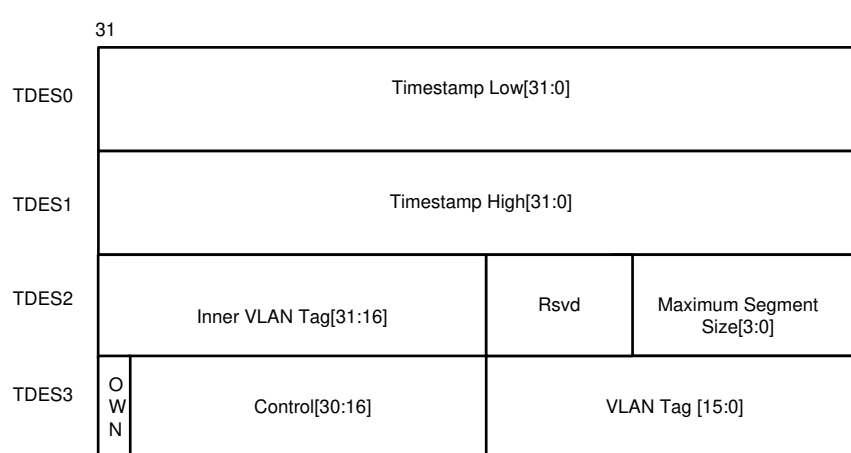 31
TDES0
Timestamp Low[31:0]
TDES1
Timestamp High[31:0]
TDES2
Inner VLAN Tag[31:16]
Rsvd
Maximum Segment
Size[3:0]
TDES3
O
W
N
Control[30:16]
VLAN Tag [15:0]